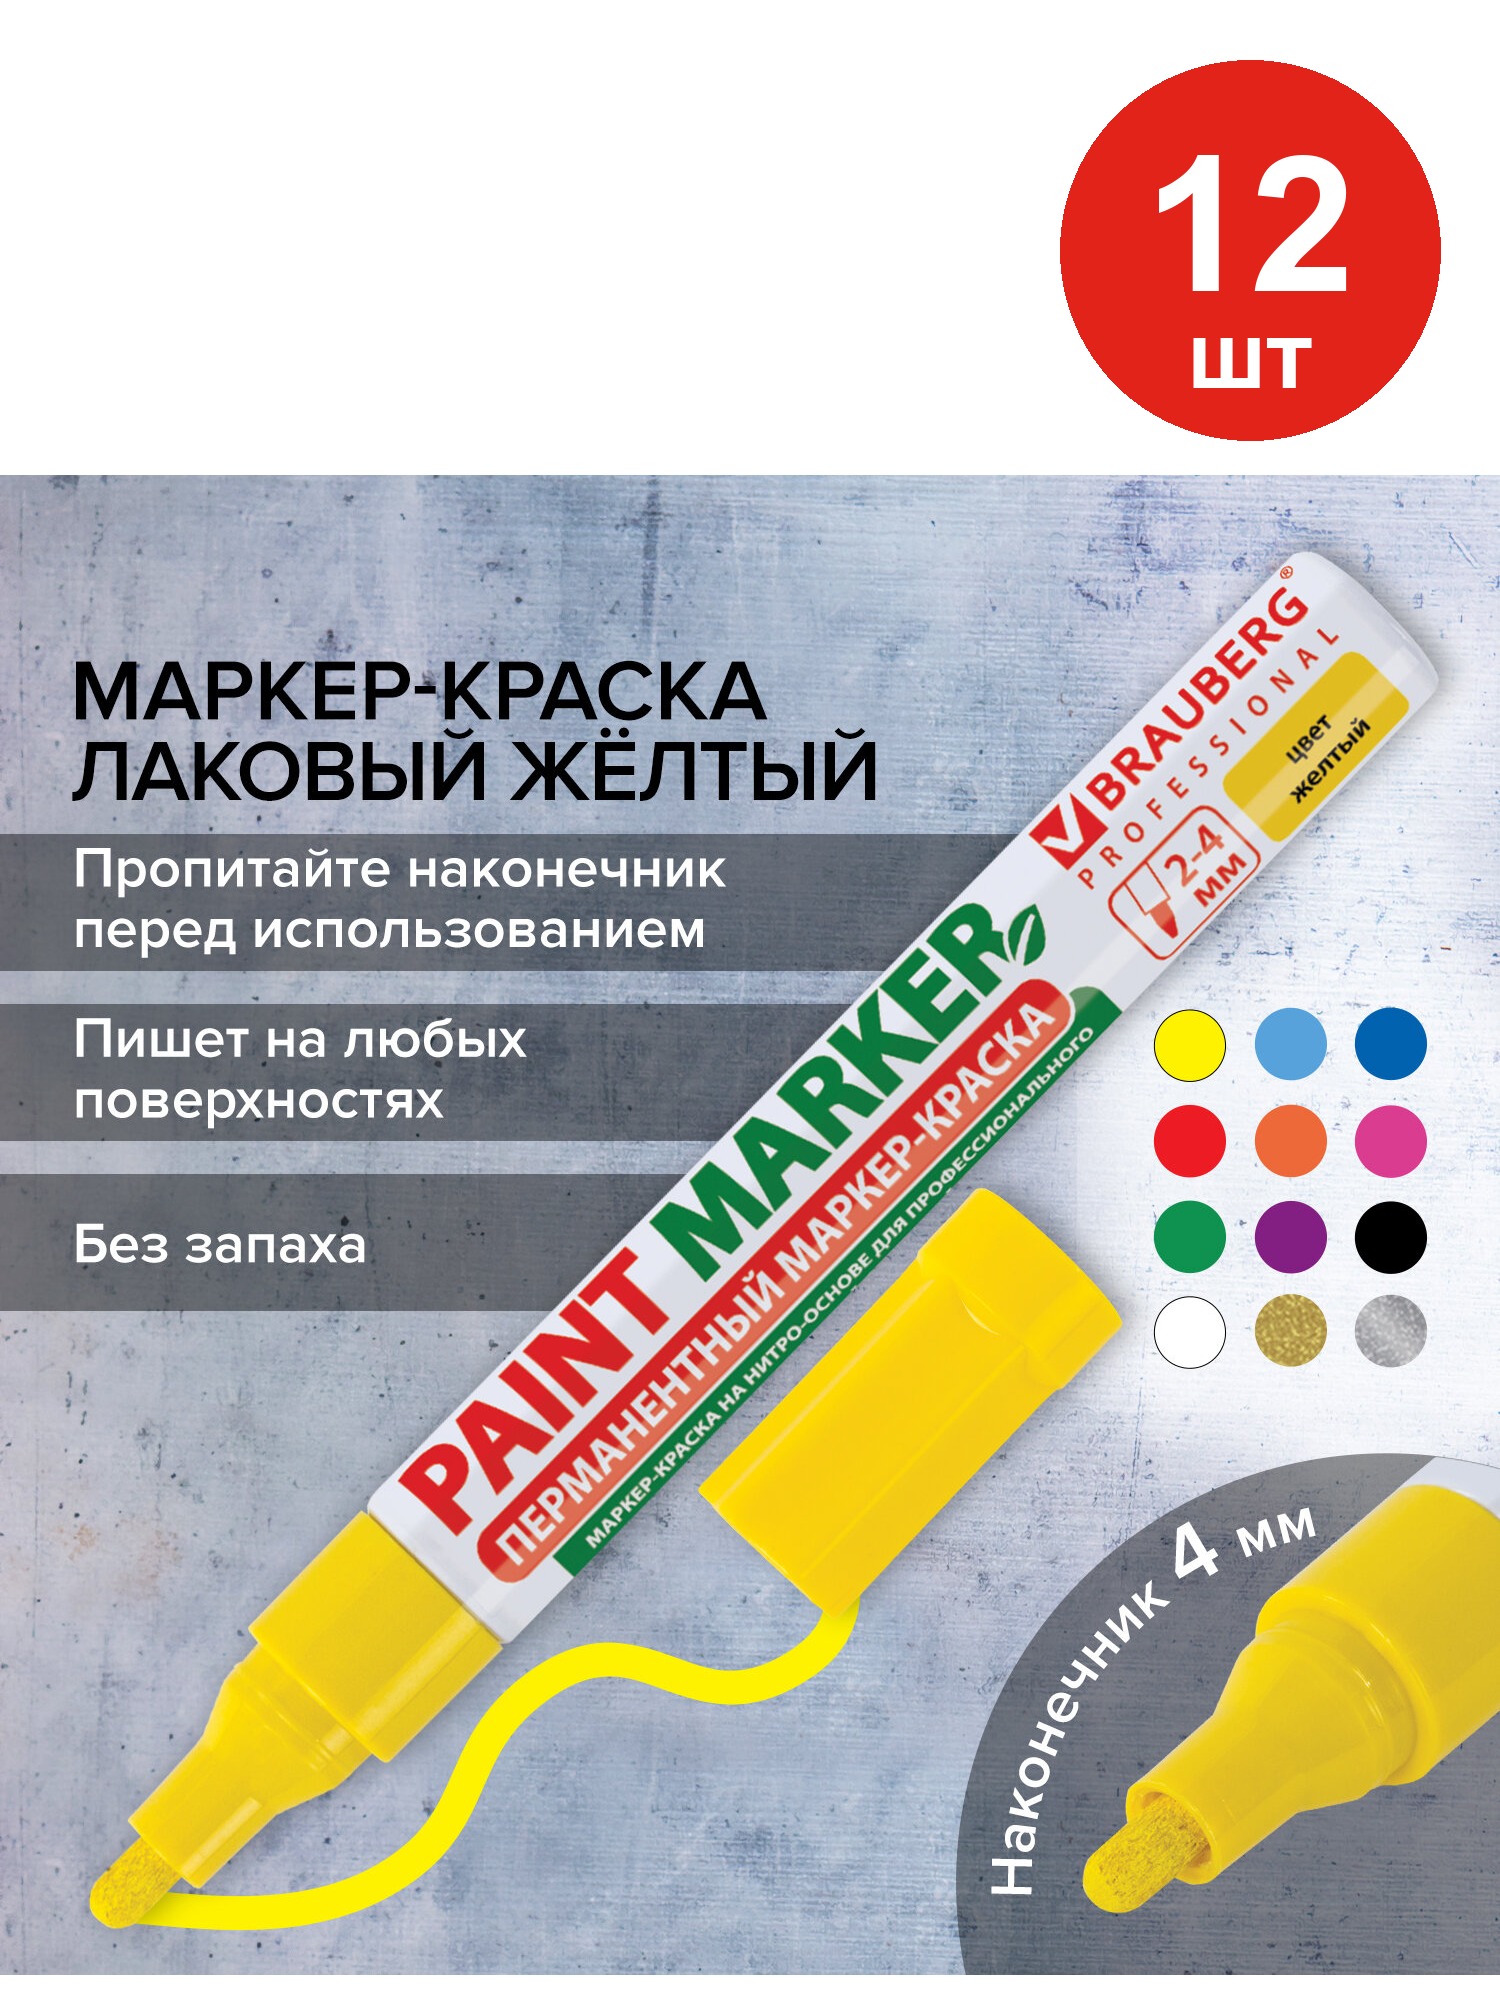 12
шт
МАРКЕР-КРАСКА
ЛАКОВЫЙ ЖЁЛТЫЙ
Пропитайте наконечник
перед использованием
Пишет на любых
поверхностях
Без запаха
BRAUBERG®
PROFESSIONAL
цвет
желтый
2-4
мм
PAINT MARKER
ПЕРМАНЕНТНЫЙ МАРКЕР-КРАСКА
МАРКЕР-КРАСКА НА НИТРО-ОСНОВЕ ДЛЯ ПРОФЕССИОНАЛЬНОГО
Наконечник 4 мм